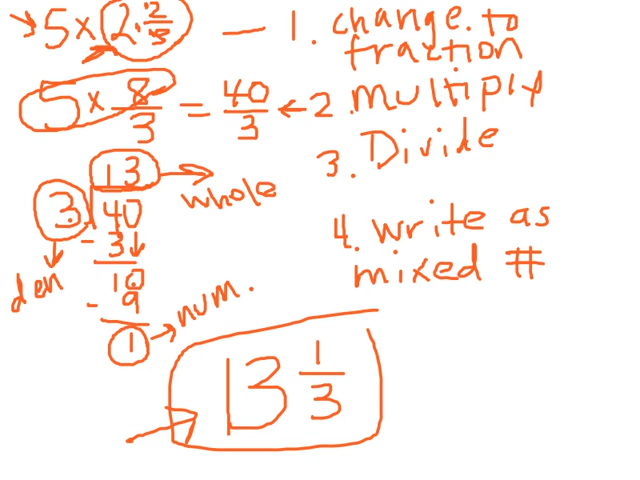 5 × 2 2/3 — 1. change to
fraction
5 × 8/3 = 40/3 ← 2. multiply
3. Divide
13 → whole
3 40
den - 3
10
- 9
1 → num.
4. write as
mixed #
13 1/3